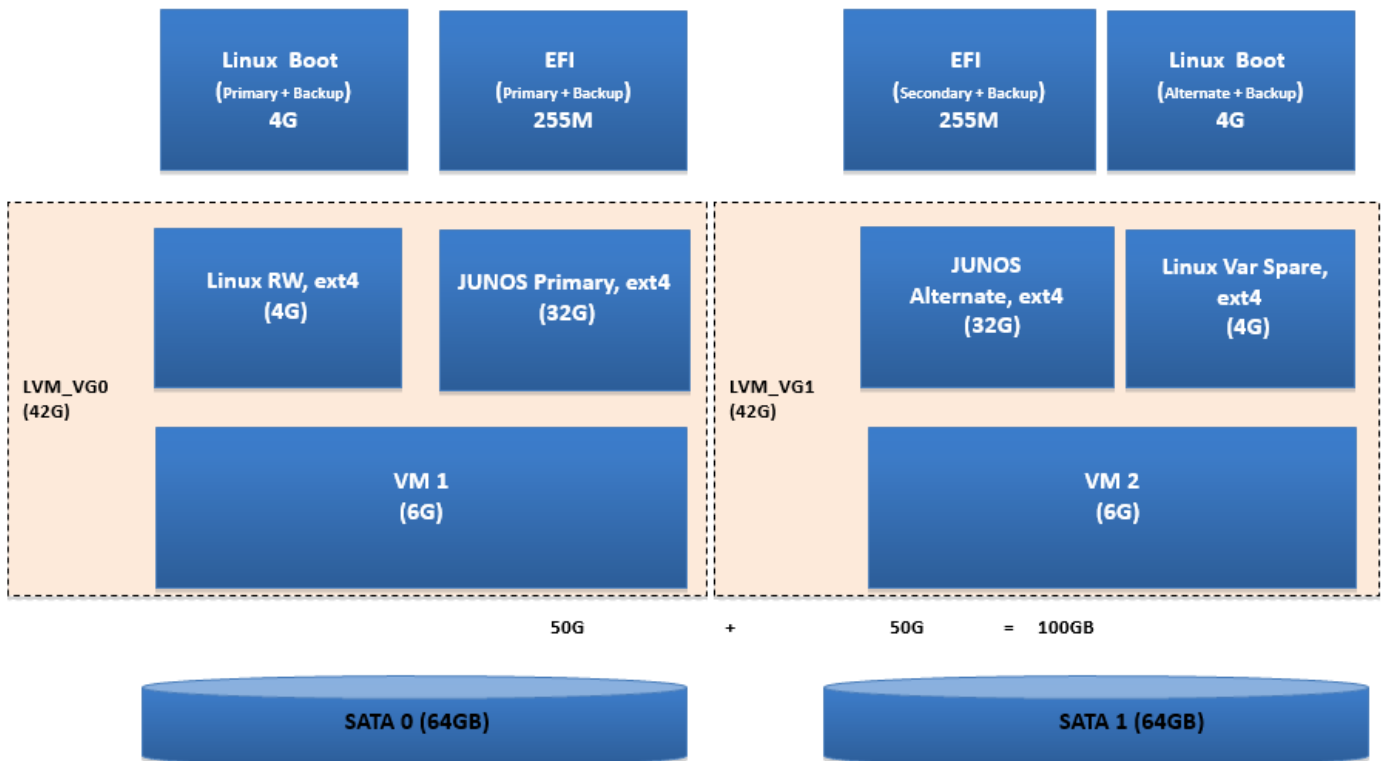 Linux Boot
(Primary + Backup)
4G
EFI
(Primary + Backup)
255M
EFI
(Secondary + Backup)
255M
Linux Boot
(Alternate + Backup)
4G
LVM_VG0
(42G)
Linux RW, ext4
(4G)
JUNOS Primary, ext4
(32G)
VM 1
(6G)
LVM_VG1
(42G)
JUNOS
Alternate, ext4
(32G)
Linux Var Spare,
ext4
(4G)
VM 2
(6G)
50G + 50G = 100GB
SATA 0 (64GB)
SATA 1 (64GB)